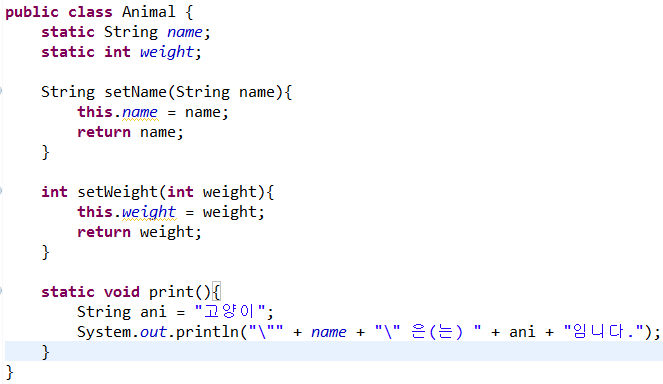 public class Animal {
static String name;
static int weight;
String setName(String name){
this.name = name;
return name;
}
int setWeight(int weight){
this.weight = weight;
return weight;
}
static void print(){
String ani = "고양이";
System.out.println("\"" + name + "\" 은(는) " + ani + "입니다.");
}
}